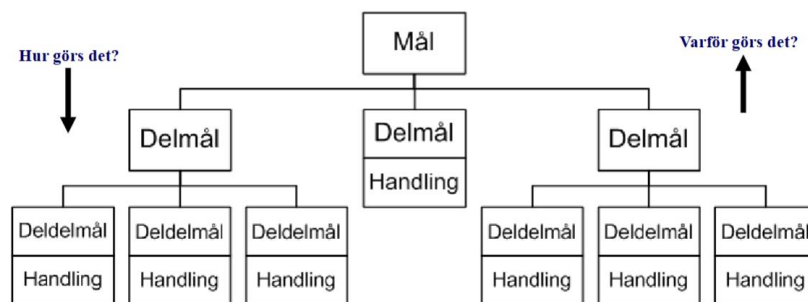 Mål
Hur görs det?
Varför görs det?
Delmål
Delmål
Handling
Delmål
Deldelmål
Handling
Deldelmål
Handling
Deldelmål
Handling
Deldelmål
Handling
Deldelmål
Handling
Deldelmål
Handling